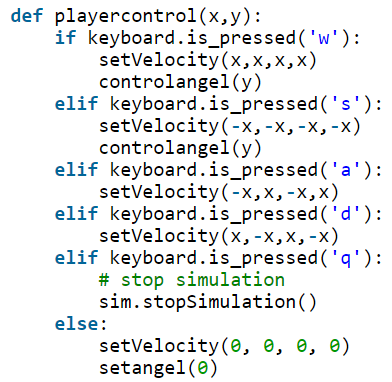 def playercontrol(x,y):
    if keyboard.is_pressed('w'):
        setVelocity(x,x,x,x)
        controlangel(y)
    elif keyboard.is_pressed('s'):
        setVelocity(-x,-x,-x,-x)
        controlangel(y)
    elif keyboard.is_pressed('a'):
        setVelocity(-x,x,-x,x)
    elif keyboard.is_pressed('d'):
        setVelocity(x,-x,x,-x)
    elif keyboard.is_pressed('q'):
        # stop simulation
        sim.stopSimulation()
    else:
        setVelocity(0, 0, 0, 0)
        setangel(0)